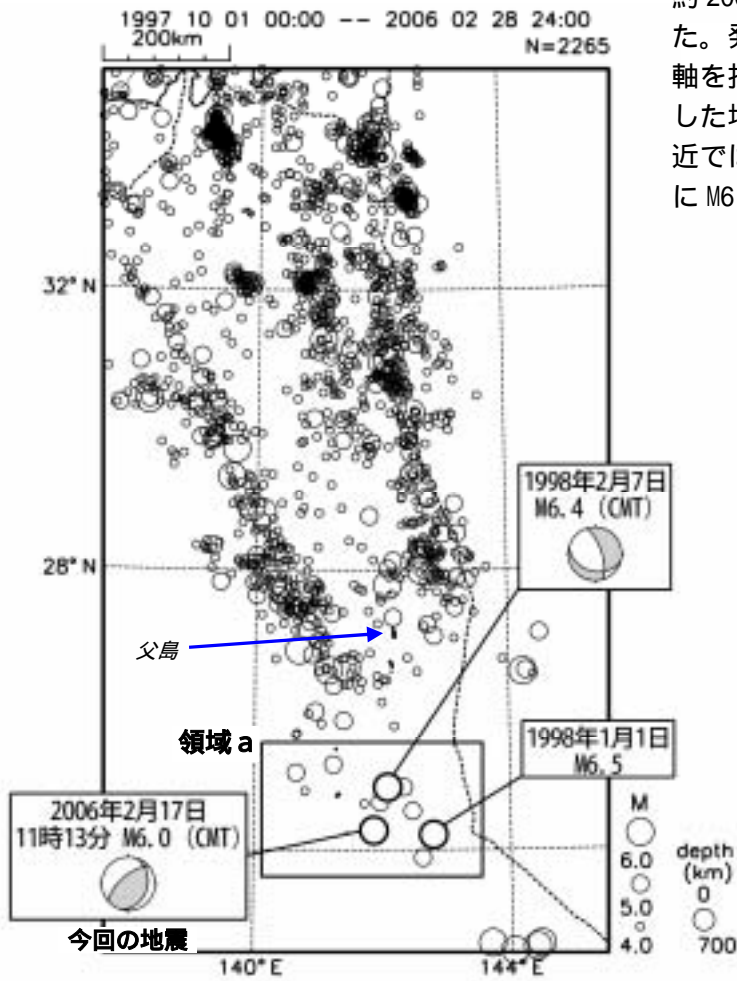 1997 10 01 00:00 -- 2006 02 28 24:00
200km
N=2265
た。
軸を
した
近では
に M6
32°N
1998年2月7日
M6.4 (CMT)
28°N
父島
領域a
1998年1月1日
M6.5
2006年2月17日
11時13分 M6.0 (CMT)
今回の地震
M
6.0
5.0
4.0
depth
(km)
0
700
140°E
144°E